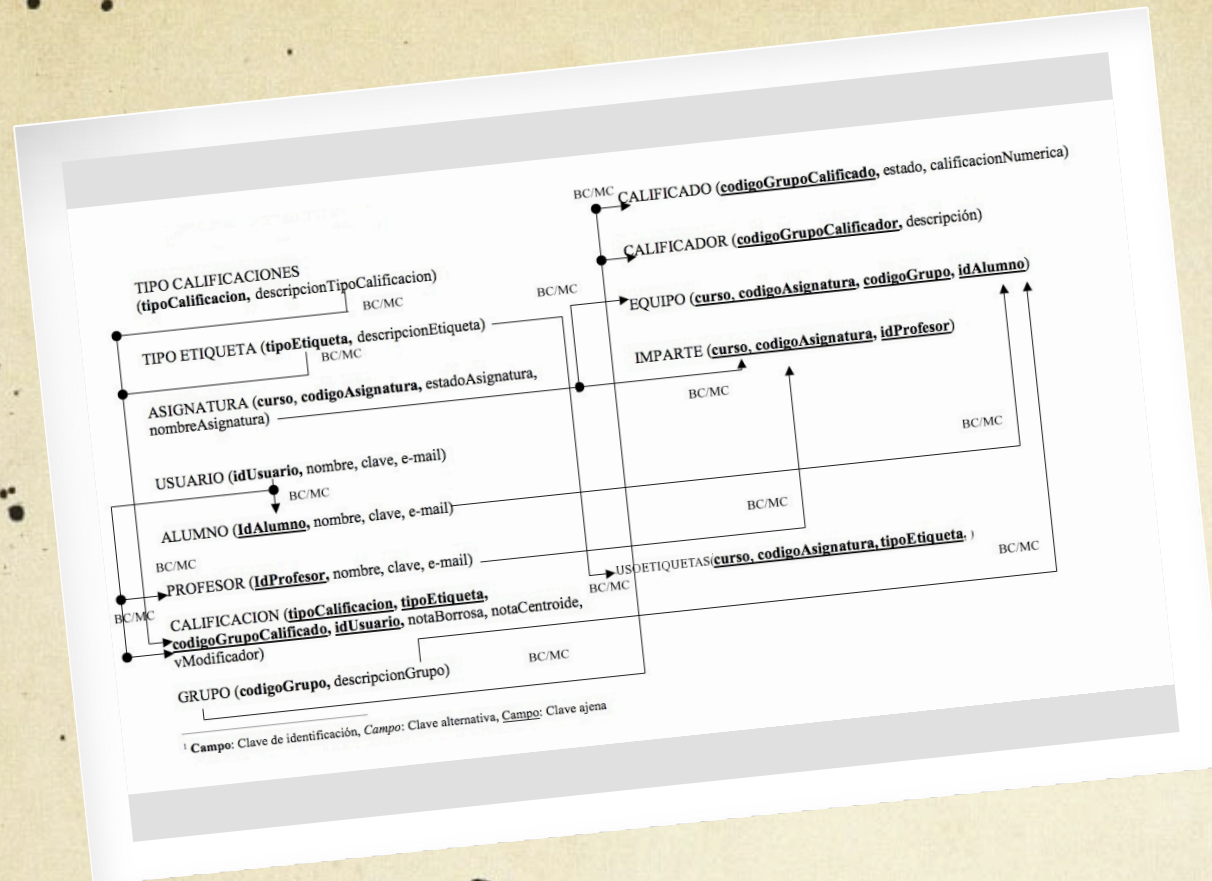 BC/MC
CALIFICADO (codigoGrupoCalificado, estado, calificacionNumerica)
CALIFICADOR (codigoGrupoCalificador, descripción)
TIPO CALIFICACIONES
(tipoCalificacion, descripcionTipoCalificacion)
BC/MC
BC/MC
EQUIPO (curso, codigoAsignatura, codigoGrupo, idAlumno)
TIPO ETIQUETA (tipoEtiqueta, descripcionEtiqueta)
BC/MC
IMPARTE (curso, codigoAsignatura, idProfesor)
BC/MC
ASIGNATURA (curso, codigoAsignatura, estadoAsignatura,
nombreAsignatura)
BC/MC
USUARIO (idUsuario, nombre, clave, e-mail)
BC/MC
ALUMNO (IdAlumno, nombre, clave, e-mail)
BC/MC
BC/MC
PROFESOR (IdProfesor, nombre, clave, e-mail)
USOETIQUETAS(curso, codigoAsignatura, tipoEtiqueta, )
BC/MC
BC/MC
BC/MC
CALIFICACION (tipoCalificacion, tipoEtiqueta,
codigoGrupoCalificado, idUsuario, notaBorrosa, notaCentroide,
vModificador)
BC/MC
GRUPO (codigoGrupo, descripcionGrupo)
1 Campo: Clave de identificación, Campo: Clave alternativa, Campo: Clave ajena